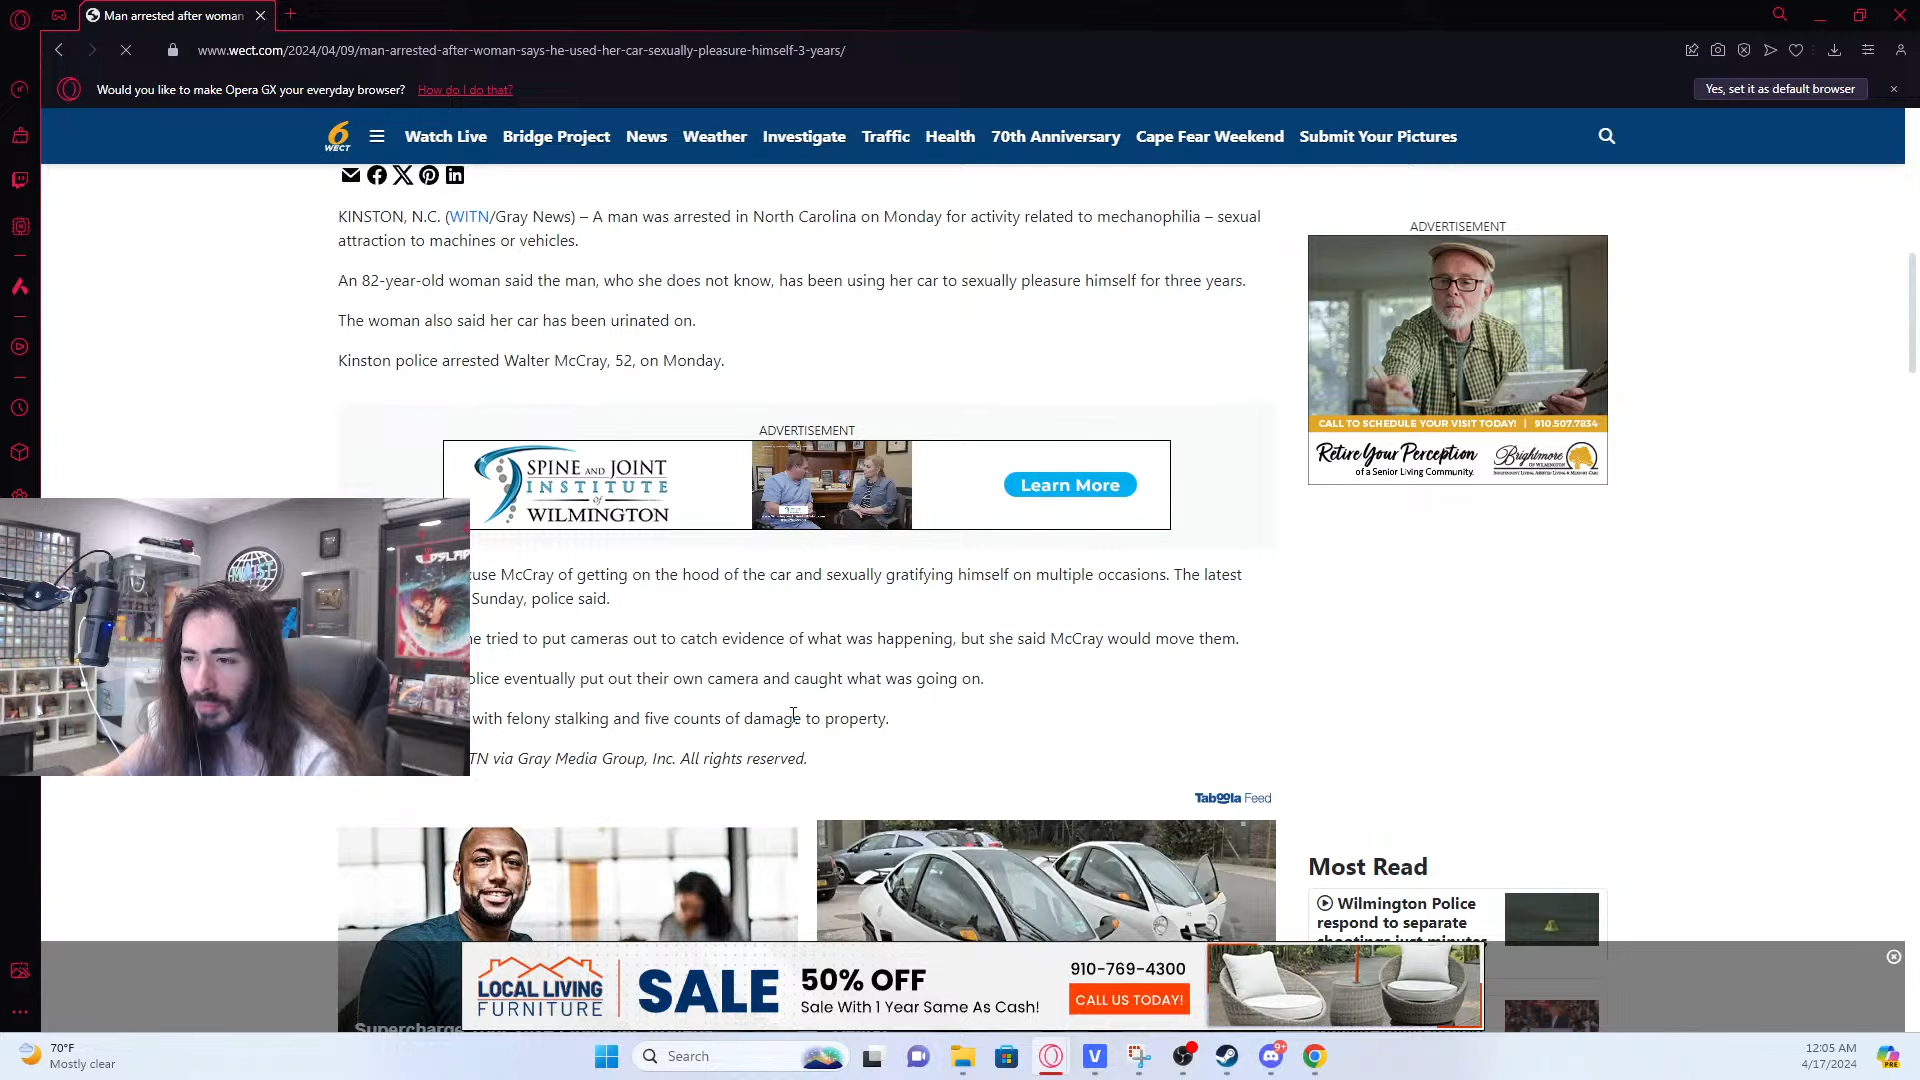 Man arrested after woman
www.wect.com/2024/04/09/man-arrested-after-woman-says-he-used-her-car-sexually-pleasure-himself-3-years/
Would you like to make Opera GX your everyday browser? How do I do that?
Yes, set it as default browser
6 WECT
Watch Live Bridge Project News Weather Investigate Traffic Health 70th Anniversary Cape Fear Weekend Submit Your Pictures
KINSTON, N.C. (WITN/Gray News) – A man was arrested in North Carolina on Monday for activity related to mechanophilia – sexual
attraction to machines or vehicles.
An 82-year-old woman said the man, who she does not know, has been using her car to sexually pleasure himself for three years.
The woman also said her car has been urinated on.
Kinston police arrested Walter McCray, 52, on Monday.
ADVERTISEMENT
SPINE AND JOINT
INSTITUTE
of
WILMINGTON
Learn More
McCray of getting on the hood of the car and sexually gratifying himself on multiple occasions. The latest
Sunday, police said.
tried to put cameras out to catch evidence of what was happening, but she said McCray would move them.
eventually put out their own camera and caught what was going on.
with felony stalking and five counts of damage to property.
TN via Gray Media Group, Inc. All rights reserved.
Taboola Feed
ADVERTISEMENT
CALL TO SCHEDULE YOUR VISIT TODAY! | 910.507.7834
Retire Your Perception
of a Senior Living Community.
Brightmore
OF WILMINGTON
Most Read
Wilmington Police
respond to separate
shootings just minutes
Supercharge
LOCAL LIVING
FURNITURE
SALE
50% OFF
Sale With 1 Year Same As Cash!
910-769-4300
CALL US TODAY!
MOIST
70°F
Mostly clear
Search
9+
12:05 AM
4/17/2024
PRE